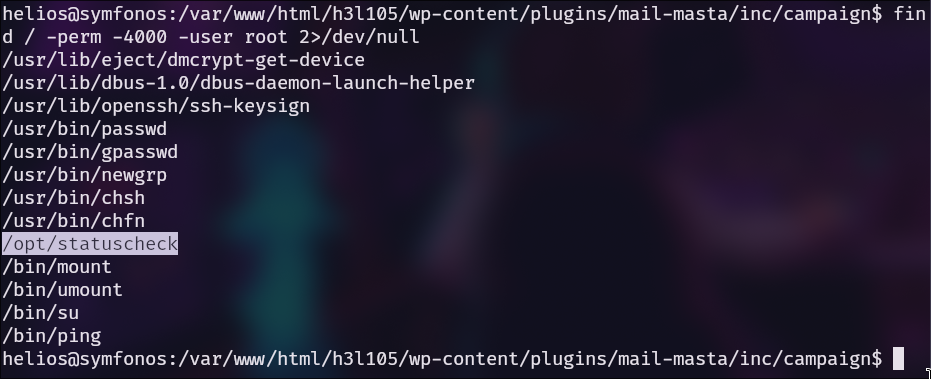 helios@symfonos:/var/www/html/h3l105/wp-content/plugins/mail-masta/inc/campaign$ fin
d / -perm -4000 -user root 2>/dev/null
/usr/lib/eject/dmcrypt-get-device
/usr/lib/dbus-1.0/dbus-daemon-launch-helper
/usr/lib/openssh/ssh-keysign
/usr/bin/passwd
/usr/bin/gpasswd
/usr/bin/newgrp
/usr/bin/chsh
/usr/bin/chfn
/opt/statuscheck
/bin/mount
/bin/umount
/bin/su
/bin/ping
helios@symfonos:/var/www/html/h3l105/wp-content/plugins/mail-masta/inc/campaign$